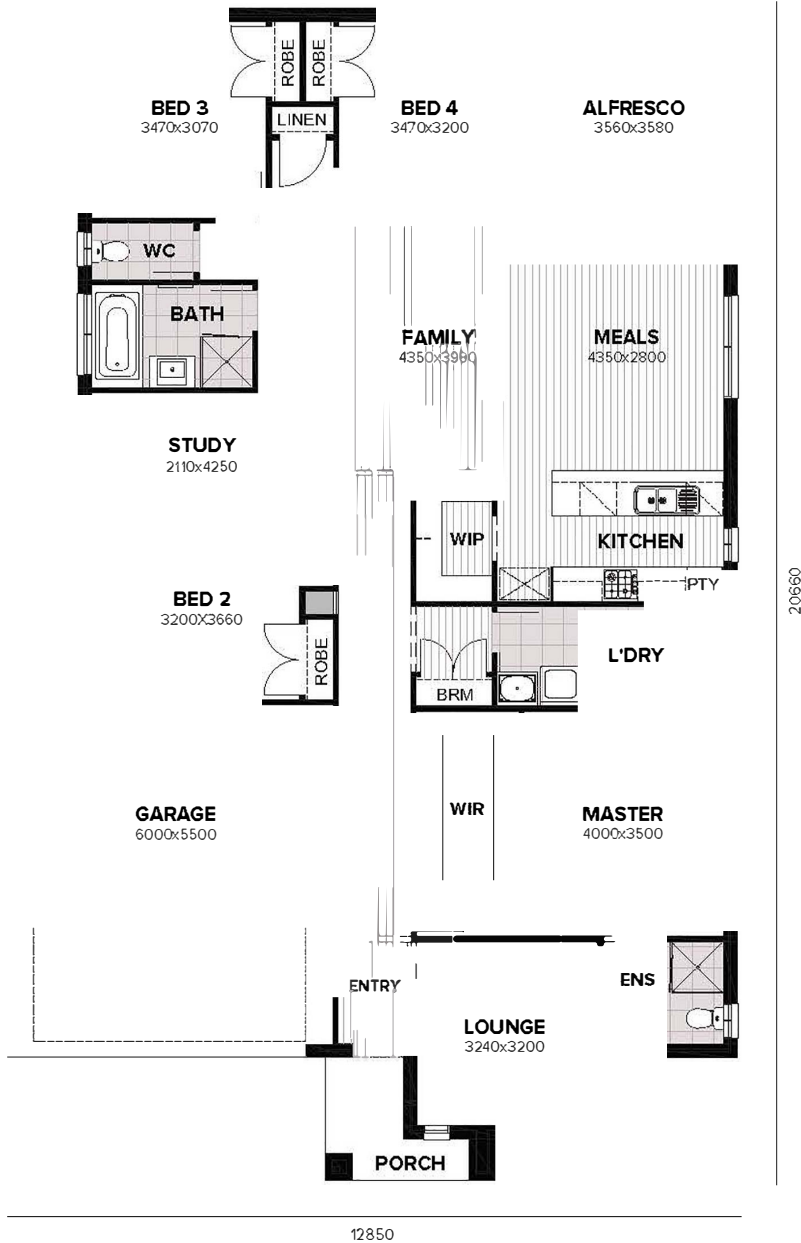 ROBE
ROBE
BED 3
3470x3070
BED 4
3470x3200
ALFRESCO
3560x3580
LINEN
WC
BATH
FAMILY
4350x3900
MEALS
4350x2800
STUDY
2110x4250
WIP
KITCHEN
PTY
BED 2
3200X3660
ROBE
L'DRY
BRM
20660
GARAGE
6000x5500
WIR
MASTER
4000x3500
ENTRY
ENS
LOUNGE
3240x3200
PORCH
12850